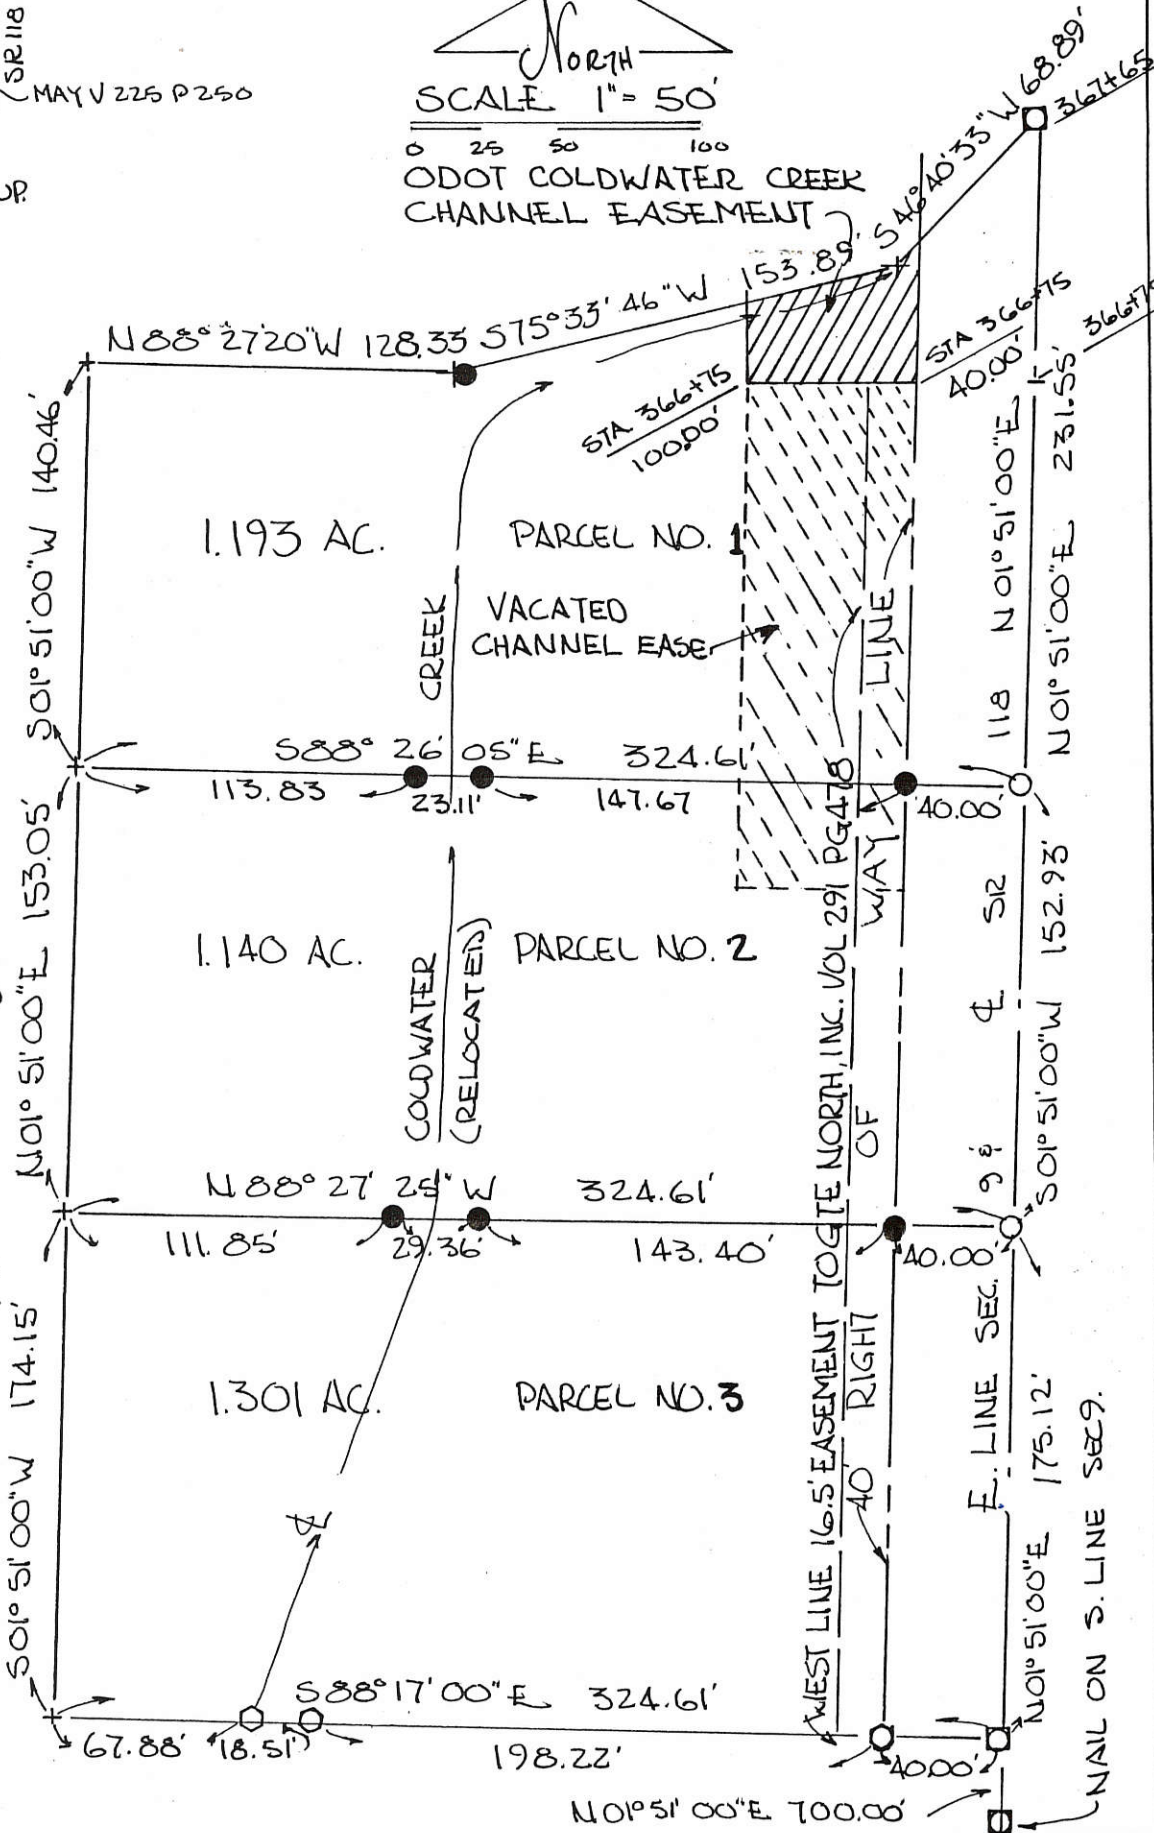 SR 118
MAY V 225 P 250
UP.
NORTH
SCALE 1" = 50'
0 25 50 100
ODOT COLDWATER CREEK
CHANNEL EASEMENT
S 46° 40' 33" W 68.89'
367+65
N 88° 27' 20" W 128.33'
S 75° 33' 46" W 153.89'
STA 366+75
40.00'
366+75
STA. 366+75
100.00'
S 01° 51' 00" W 140.46'
1.193 AC.
PARCEL NO. 1
VACATED
CHANNEL EASE.
CREEK
LINE
118 N 01° 51' 00" E
N 01° 51' 00" E 231.55'
S 88° 26' 05" E 324.61'
113.83 23.11' 147.67 40.00'
N 01° 51' 00" E 153.05'
1.140 AC.
PARCEL NO. 2
COLDWATER
(RELOCATED)
WAY
℄ SR
S 01° 51' 00" W 152.93'
N 88° 27' 25" W 324.61'
111.85' 29.36' 143.40' 40.00'
OF
9 &
S 01° 51' 00" W 174.15'
1.301 AC.
PARCEL NO. 3
℄
WEST LINE 16.5' EASEMENT TO GTE NORTH, INC. VOL 291 PG 478
40' RIGHT
E. LINE SEC.
N 01° 51' 00" E 175.12'
S 88° 17' 00" E 324.61'
67.88' 18.51' 198.22' 40.00'
N 01° 51' 00" E 700.00'
NAIL ON S. LINE SEC 9.